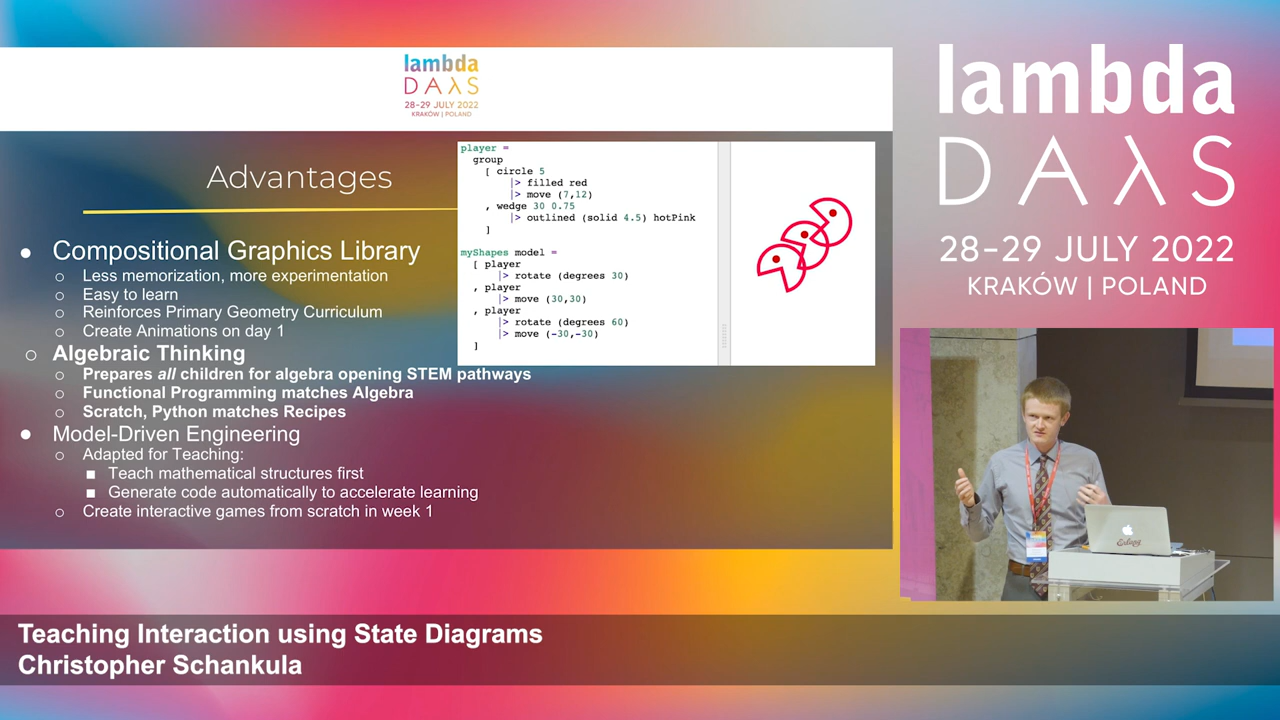 lambda
DAλS
28-29 JULY 2022
KRAKÓW | POLAND
Advantages
Compositional Graphics Library
Less memorization, more experimentation
Easy to learn
Reinforces Primary Geometry Curriculum
Create Animations on day 1
Algebraic Thinking
Prepares all children for algebra opening STEM pathways
Functional Programming matches Algebra
Scratch, Python matches Recipes
Model-Driven Engineering
Adapted for Teaching:
Teach mathematical structures first
Generate code automatically to accelerate learning
Create interactive games from scratch in week 1
player =
group
[ circle 5
|> filled red
|> move (7,12)
, wedge 30 0.75
|> outlined (solid 4.5) hotPink
]
myShapes model =
[ player
|> rotate (degrees 30)
, player
|> move (30,30)
, player
|> rotate (degrees 60)
|> move (-30,-30)
]
lambda
DAλS
28-29 JULY 2022
KRAKÓW | POLAND
Teaching Interaction using State Diagrams
Christopher Schankula